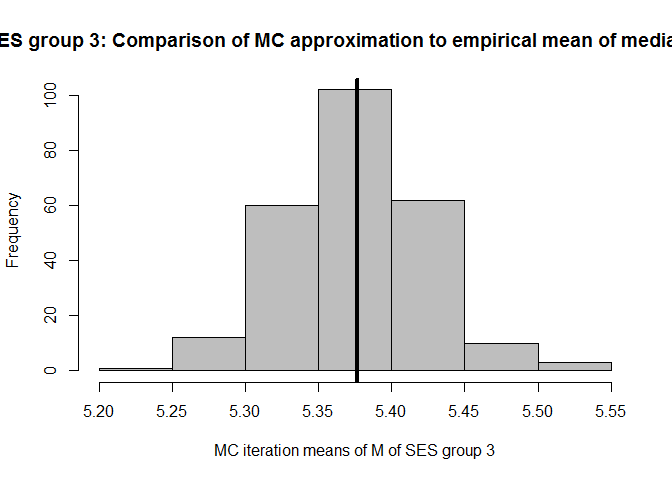 ES group 3: Comparison of MC approximation to empirical mean of media
Frequency
100
80
60
40
20
0
5.20 5.25 5.30 5.35 5.40 5.45 5.50 5.55
MC iteration means of M of SES group 3